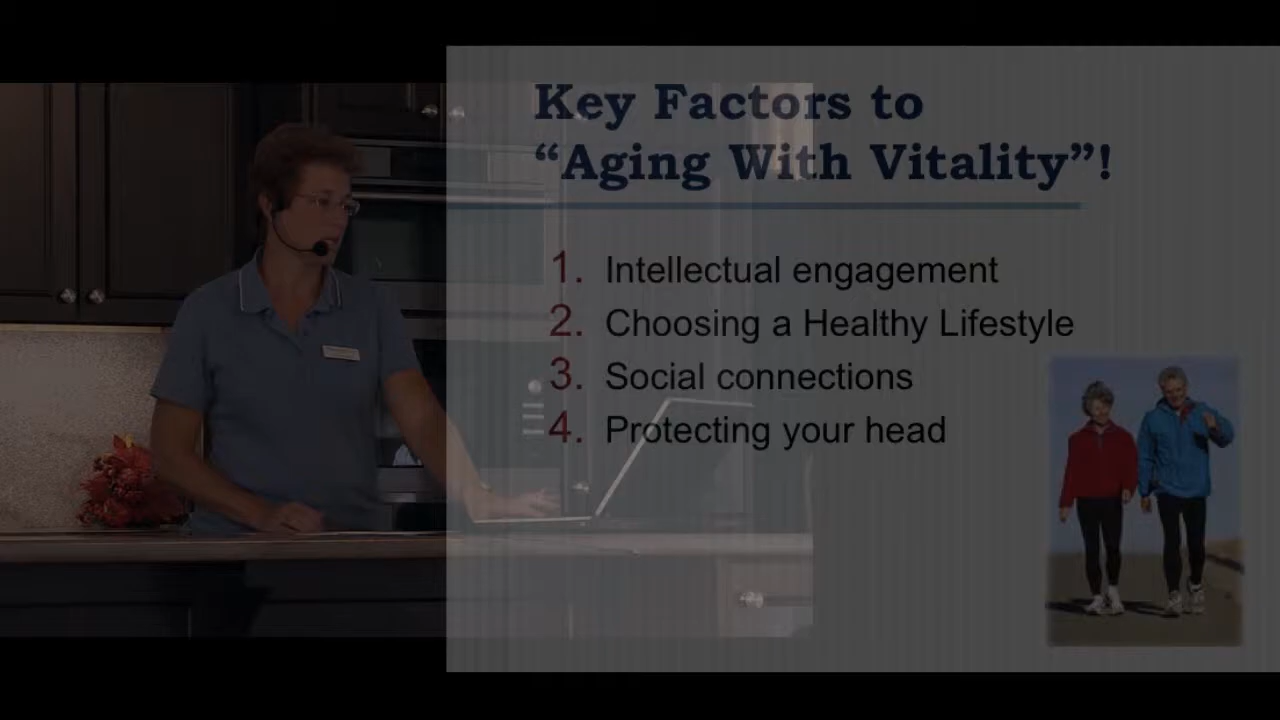 Key Factors to
“Aging With Vitality”!
1. Intellectual engagement
2. Choosing a Healthy Lifestyle
3. Social connections
4. Protecting your head